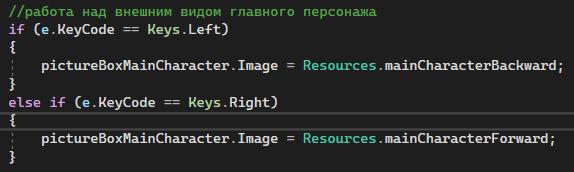 //работа над внешним видом главного персонажа
if (e.KeyCode == Keys.Left)
{
pictureBoxMainCharacter.Image = Resources.mainCharacterBackward;
}
else if (e.KeyCode == Keys.Right)
{
pictureBoxMainCharacter.Image = Resources.mainCharacterForward;
}